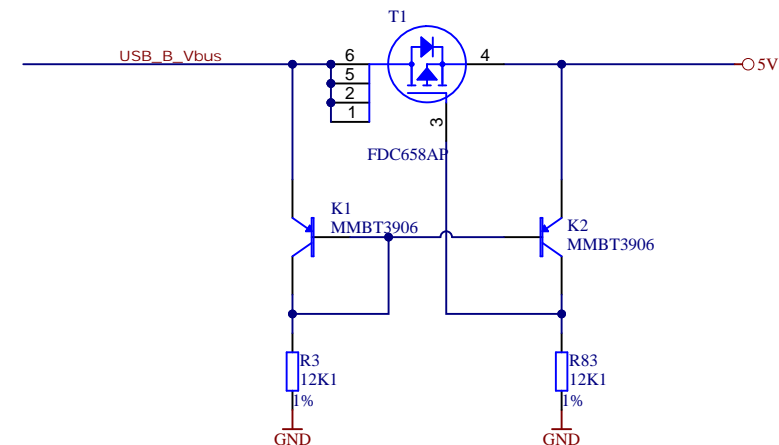 T1
USB_B_Vbus
6
5
2
1
4
3
5V
FDC658AP
K1
MMBT3906
K2
MMBT3906
R3
12K1
1%
GND
R83
12K1
1%
GND